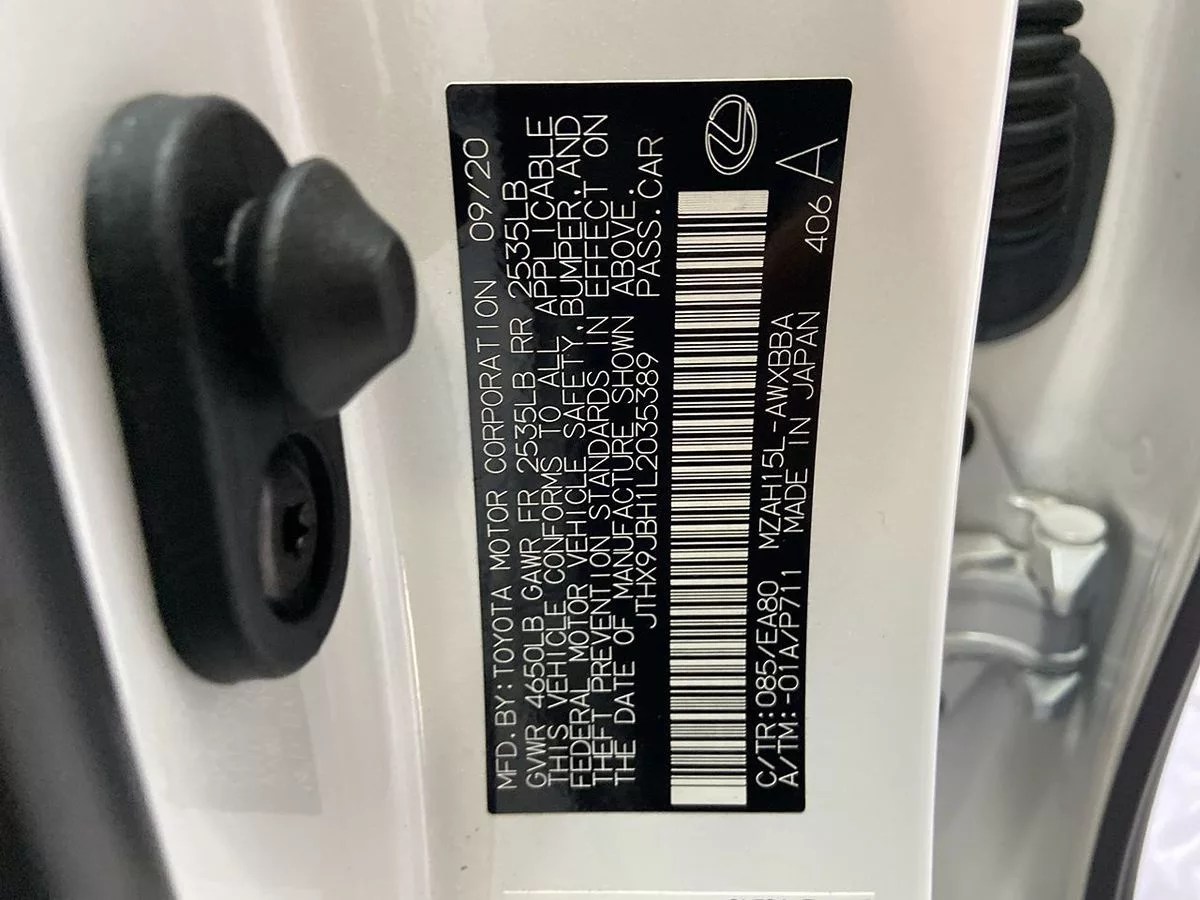 MFD.BY:TOYOTA MOTOR CORPORATION 09/20
GVWR 4650LB GAWR FR 2535LB RR 2535LB
THIS VEHICLE CONFORMS TO ALL APPLICABLE
FEDERAL MOTOR VEHICLE SAFETY,BUMPER,AND
THEFT PREVENTION STANDARDS IN EFFECT ON
THE DATE OF MANUFACTURE SHOWN ABOVE.
JTHX9JBH1L2035389 PASS.CAR
C/TR:085/EA80 MZAH15L-AWXBBA 406 A
A/TM:-01A/P711 MADE IN JAPAN